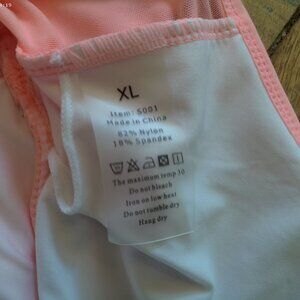 XL
Item: S001
Made in China
82% Nylon
18% Spandex
The maximum temp 30
Do not bleach
Iron on low heat
Do not tumble dry
Hang dry